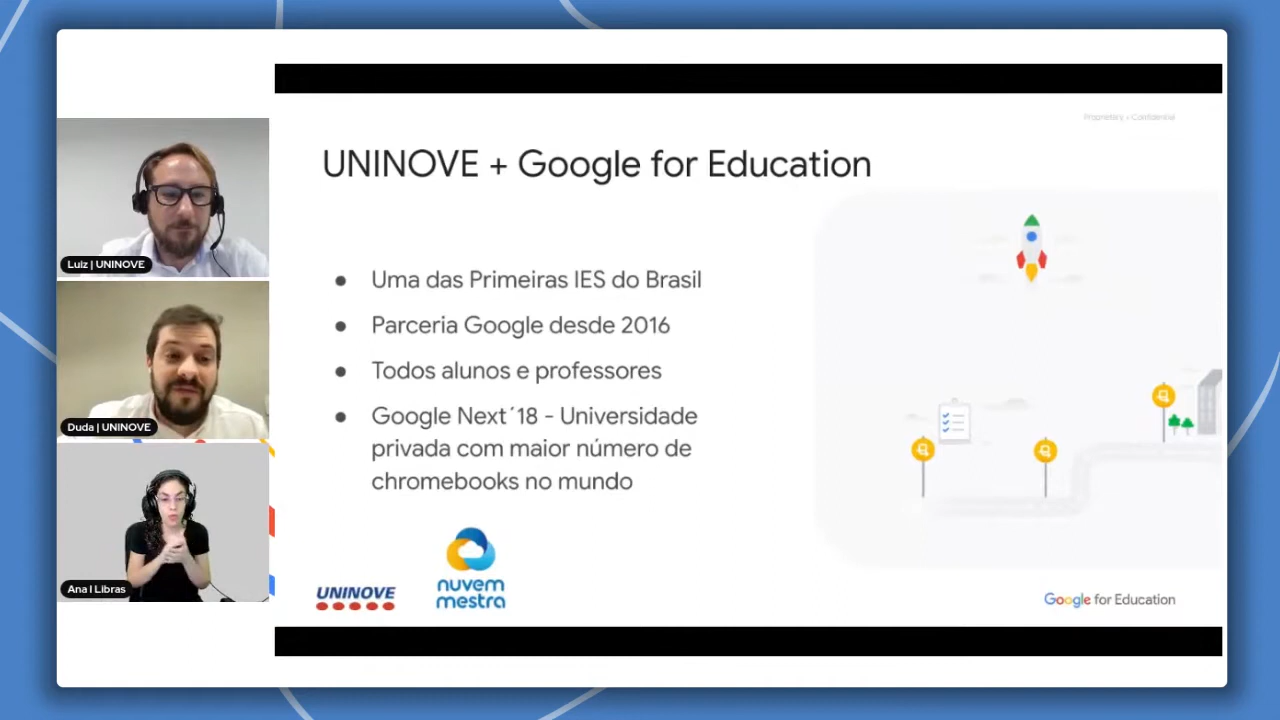 Proprietary + Confidential
UNINOVE + Google for Education
Luiz | UNINOVE
● Uma das Primeiras IES do Brasil
● Parceria Google desde 2016
Duda | UNINOVE
● Todos alunos e professores
● Google Next´18 - Universidade
privada com maior número de
chromebooks no mundo
Ana l Libras
UNINOVE
nuvem
mestra
Google for Education